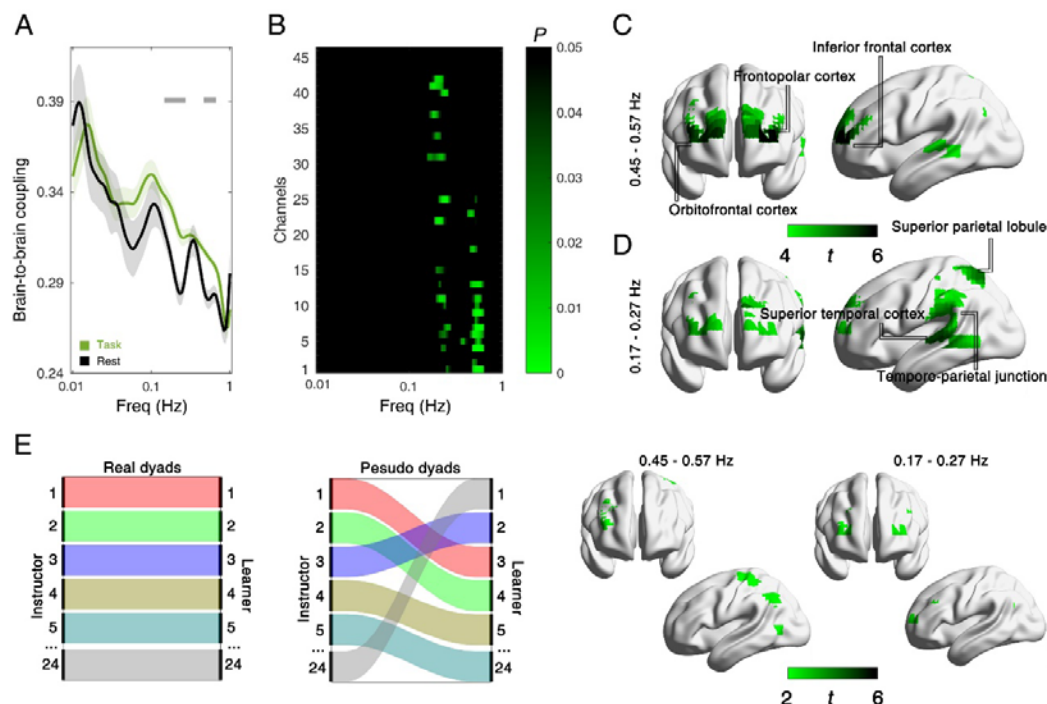 A
0.39
0.34
0.29
0.24
Brain-to-brain coupling
Task
Rest
0.01
0.1
1
Freq (Hz)
B
45
40
35
30
25
20
15
10
5
1
Channels
0.01
0.1
1
Freq (Hz)
P
0.05
0.04
0.03
0.02
0.01
0
C
Inferior frontal cortex
Frontopolar cortex
0.45 - 0.57 Hz
Orbitofrontal cortex
4 t 6
D
Superior parietal lobule
0.17 - 0.27 Hz
Superior temporal cortex
Temporo-parietal junction
E
Real dyads
Instructor
1 1
2 2
3 3
4 4
5 5
... ...
24 24
Learner
Pesudo dyads
Instructor
1 1
2 2
3 3
4 4
5 5
... ...
24 24
Learner
0.45 - 0.57 Hz
0.17 - 0.27 Hz
2 t 6